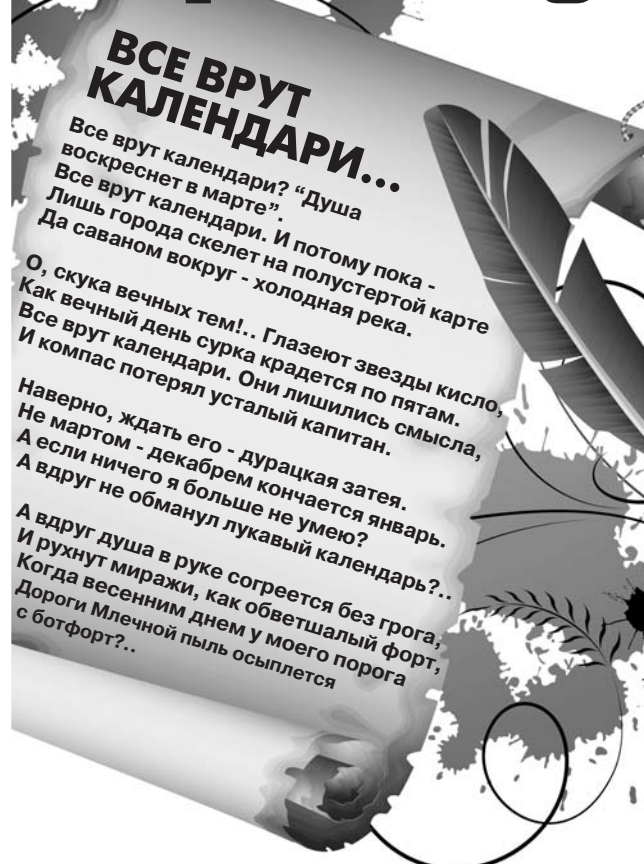 ВСЕ ВРУТ
КАЛЕНДАРИ...
Все врут календари? “Душа
воскреснет в марте”.
Все врут календари. И потому пока -
Лишь города скелет на полустертой карте
Да саваном вокруг - холодная река.
О, скука вечных тем!.. Глазеют звезды кисло,
Как вечный день сурка крадется по пятам.
Все врут календари. Они лишились смысла,
И компас потерял усталый капитан.
Наверно, ждать его - дурацкая затея.
Не мартом - декабрем кончается январь.
А если ничего я больше не умею?
А вдруг не обманул лукавый календарь?..
А вдруг душа в руке согреется без грога,
И рухнут миражи, как обветшалый форт,
Когда весенним днем у моего порога
Дороги Млечной пыль осыплется
с ботфорт?..